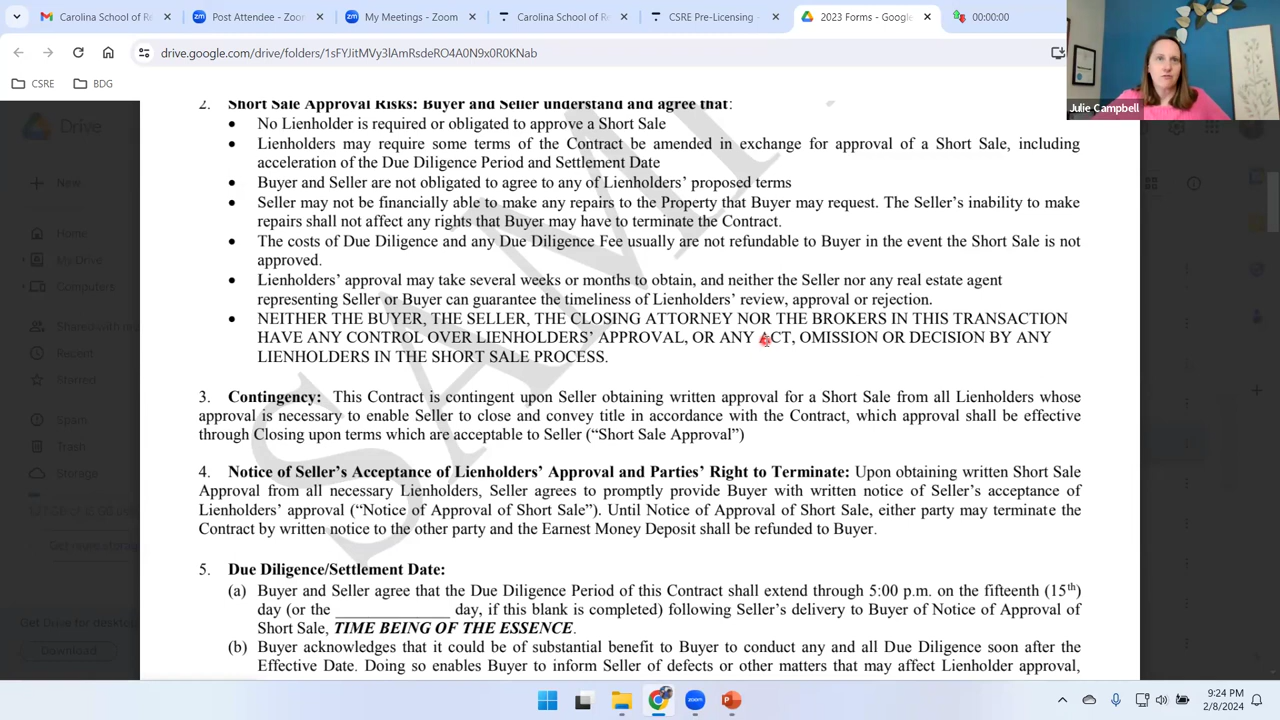 Carolina School of R
Post Attendee - Zoom
My Meetings - Zoom
Carolina School of Re
CSRE Pre-Licensing
2023 Forms - Google
00:00:00
drive.google.com/drive/folders/1sFYJitMVy3lAmRsdeRO4A0N9x0R0KNab
CSRE
BDG
Julie Campbell
Drive
New
Home
My Drive
Computers
Shared with m
Recent
Starred
Spam
Trash
Storage
Get Drive for desktop
Download
SAM
2. Short Sale Approval Risks: Buyer and Seller understand and agree that:
• No Lienholder is required or obligated to approve a Short Sale
• Lienholders may require some terms of the Contract be amended in exchange for approval of a Short Sale, including
acceleration of the Due Diligence Period and Settlement Date
• Buyer and Seller are not obligated to agree to any of Lienholders' proposed terms
• Seller may not be financially able to make any repairs to the Property that Buyer may request. The Seller's inability to make
repairs shall not affect any rights that Buyer may have to terminate the Contract.
• The costs of Due Diligence and any Due Diligence Fee usually are not refundable to Buyer in the event the Short Sale is not
approved.
• Lienholders' approval may take several weeks or months to obtain, and neither the Seller nor any real estate agent
representing Seller or Buyer can guarantee the timeliness of Lienholders' review, approval or rejection.
• NEITHER THE BUYER, THE SELLER, THE CLOSING ATTORNEY NOR THE BROKERS IN THIS TRANSACTION
HAVE ANY CONTROL OVER LIENHOLDERS' APPROVAL, OR ANY ACT, OMISSION OR DECISION BY ANY
LIENHOLDERS IN THE SHORT SALE PROCESS.
3. Contingency: This Contract is contingent upon Seller obtaining written approval for a Short Sale from all Lienholders whose
approval is necessary to enable Seller to close and convey title in accordance with the Contract, which approval shall be effective
through Closing upon terms which are acceptable to Seller ("Short Sale Approval")
4. Notice of Seller's Acceptance of Lienholders' Approval and Parties' Right to Terminate: Upon obtaining written Short Sale
Approval from all necessary Lienholders, Seller agrees to promptly provide Buyer with written notice of Seller's acceptance of
Lienholders' approval ("Notice of Approval of Short Sale"). Until Notice of Approval of Short Sale, either party may terminate the
Contract by written notice to the other party and the Earnest Money Deposit shall be refunded to Buyer.
5. Due Diligence/Settlement Date:
(a) Buyer and Seller agree that the Due Diligence Period of this Contract shall extend through 5:00 p.m. on the fifteenth (15th)
day (or the ______________ day, if this blank is completed) following Seller's delivery to Buyer of Notice of Approval of
Short Sale, TIME BEING OF THE ESSENCE.
(b) Buyer acknowledges that it could be of substantial benefit to Buyer to conduct any and all Due Diligence soon after the
Effective Date. Doing so enables Buyer to inform Seller of defects or other matters that may affect Lienholder approval,
zoom
9:24 PM
2/8/2024